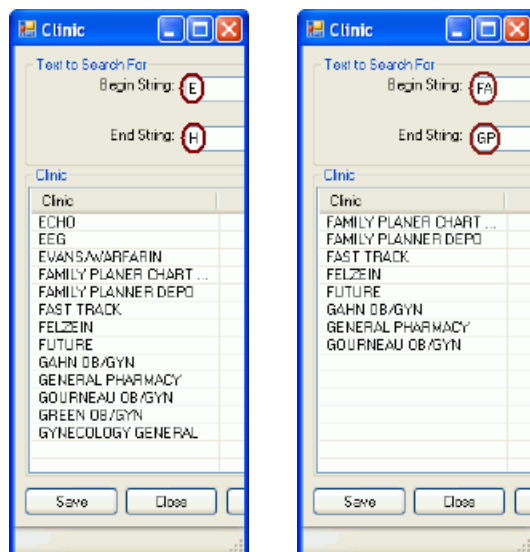 Clinic
Text to Search For
Begin String: E
End String: H
Clinic
Clinic
ECHO
EEG
EVANS/WARFARIN
FAMILY PLANER CHART ...
FAMILY PLANNER DEPO
FAST TRACK
FELZEIN
FUTURE
GAHN OB/GYN
GENERAL PHARMACY
GOURNEAU OB/GYN
GREEN OB/GYN
GYNECOLOGY GENERAL
Save Close
Clinic
Text to Search For
Begin String: FA
End String: GP
Clinic
Clinic
FAMILY PLANER CHART ...
FAMILY PLANNER DEPO
FAST TRACK
FELZEIN
FUTURE
GAHN OB/GYN
GENERAL PHARMACY
GOURNEAU OB/GYN
Save Close